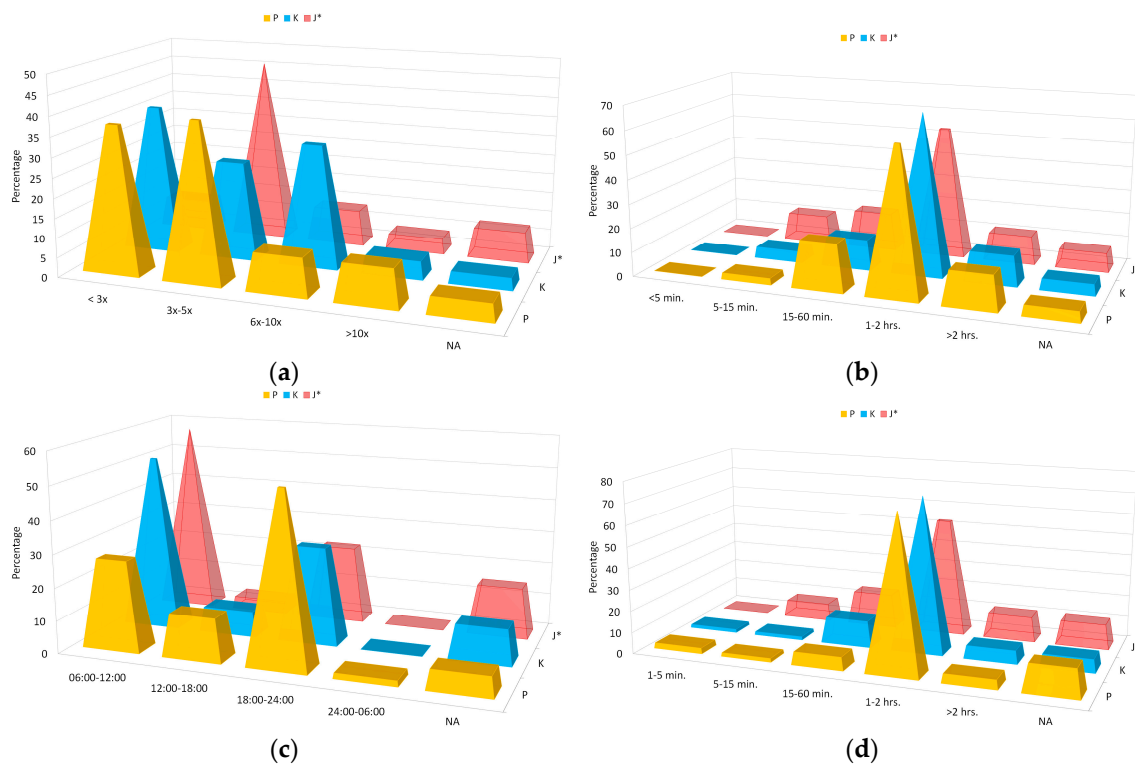 P K J*
50
45
40
35
30
25
20
15
10
5
0
Percentage
< 3x
3x-5x
6x-10x
>10x
NA
P
K
J*
(a)
P K J*
70
60
50
40
30
20
10
0
Percentage
<5 min.
5-15 min.
15-60 min.
1-2 hrs.
>2 hrs.
NA
P
K
J
(b)
P K J*
60
50
40
30
20
10
0
Percentage
06:00-12:00
12:00-18:00
18:00-24:00
24:00-06:00
NA
P
K
J*
(c)
P K J*
80
70
60
50
40
30
20
10
0
Percentage
1-5 min.
5-15 min.
15-60 min.
1-2 hrs.
>2 hrs.
NA
P
K
J
(d)